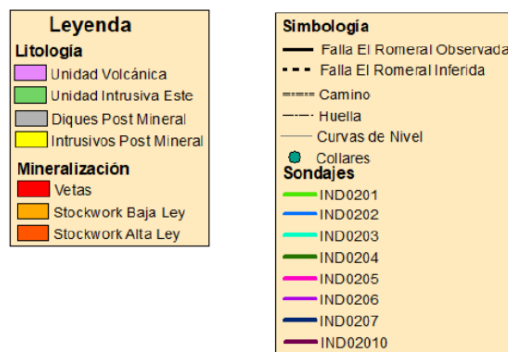 Leyenda
Litología
Unidad Volcánica
Unidad Intrusiva Este
Diques Post Mineral
Intrusivos Post Mineral
Mineralización
Vetas
Stockwork Baja Ley
Stockwork Alta Ley
Simbología
Falla El Romeral Observada
Falla El Romeral Inferida
Camino
Huella
Curvas de Nivel
Collares
Sondajes
IND0201
IND0202
IND0203
IND0204
IND0205
IND0206
IND0207
IND02010